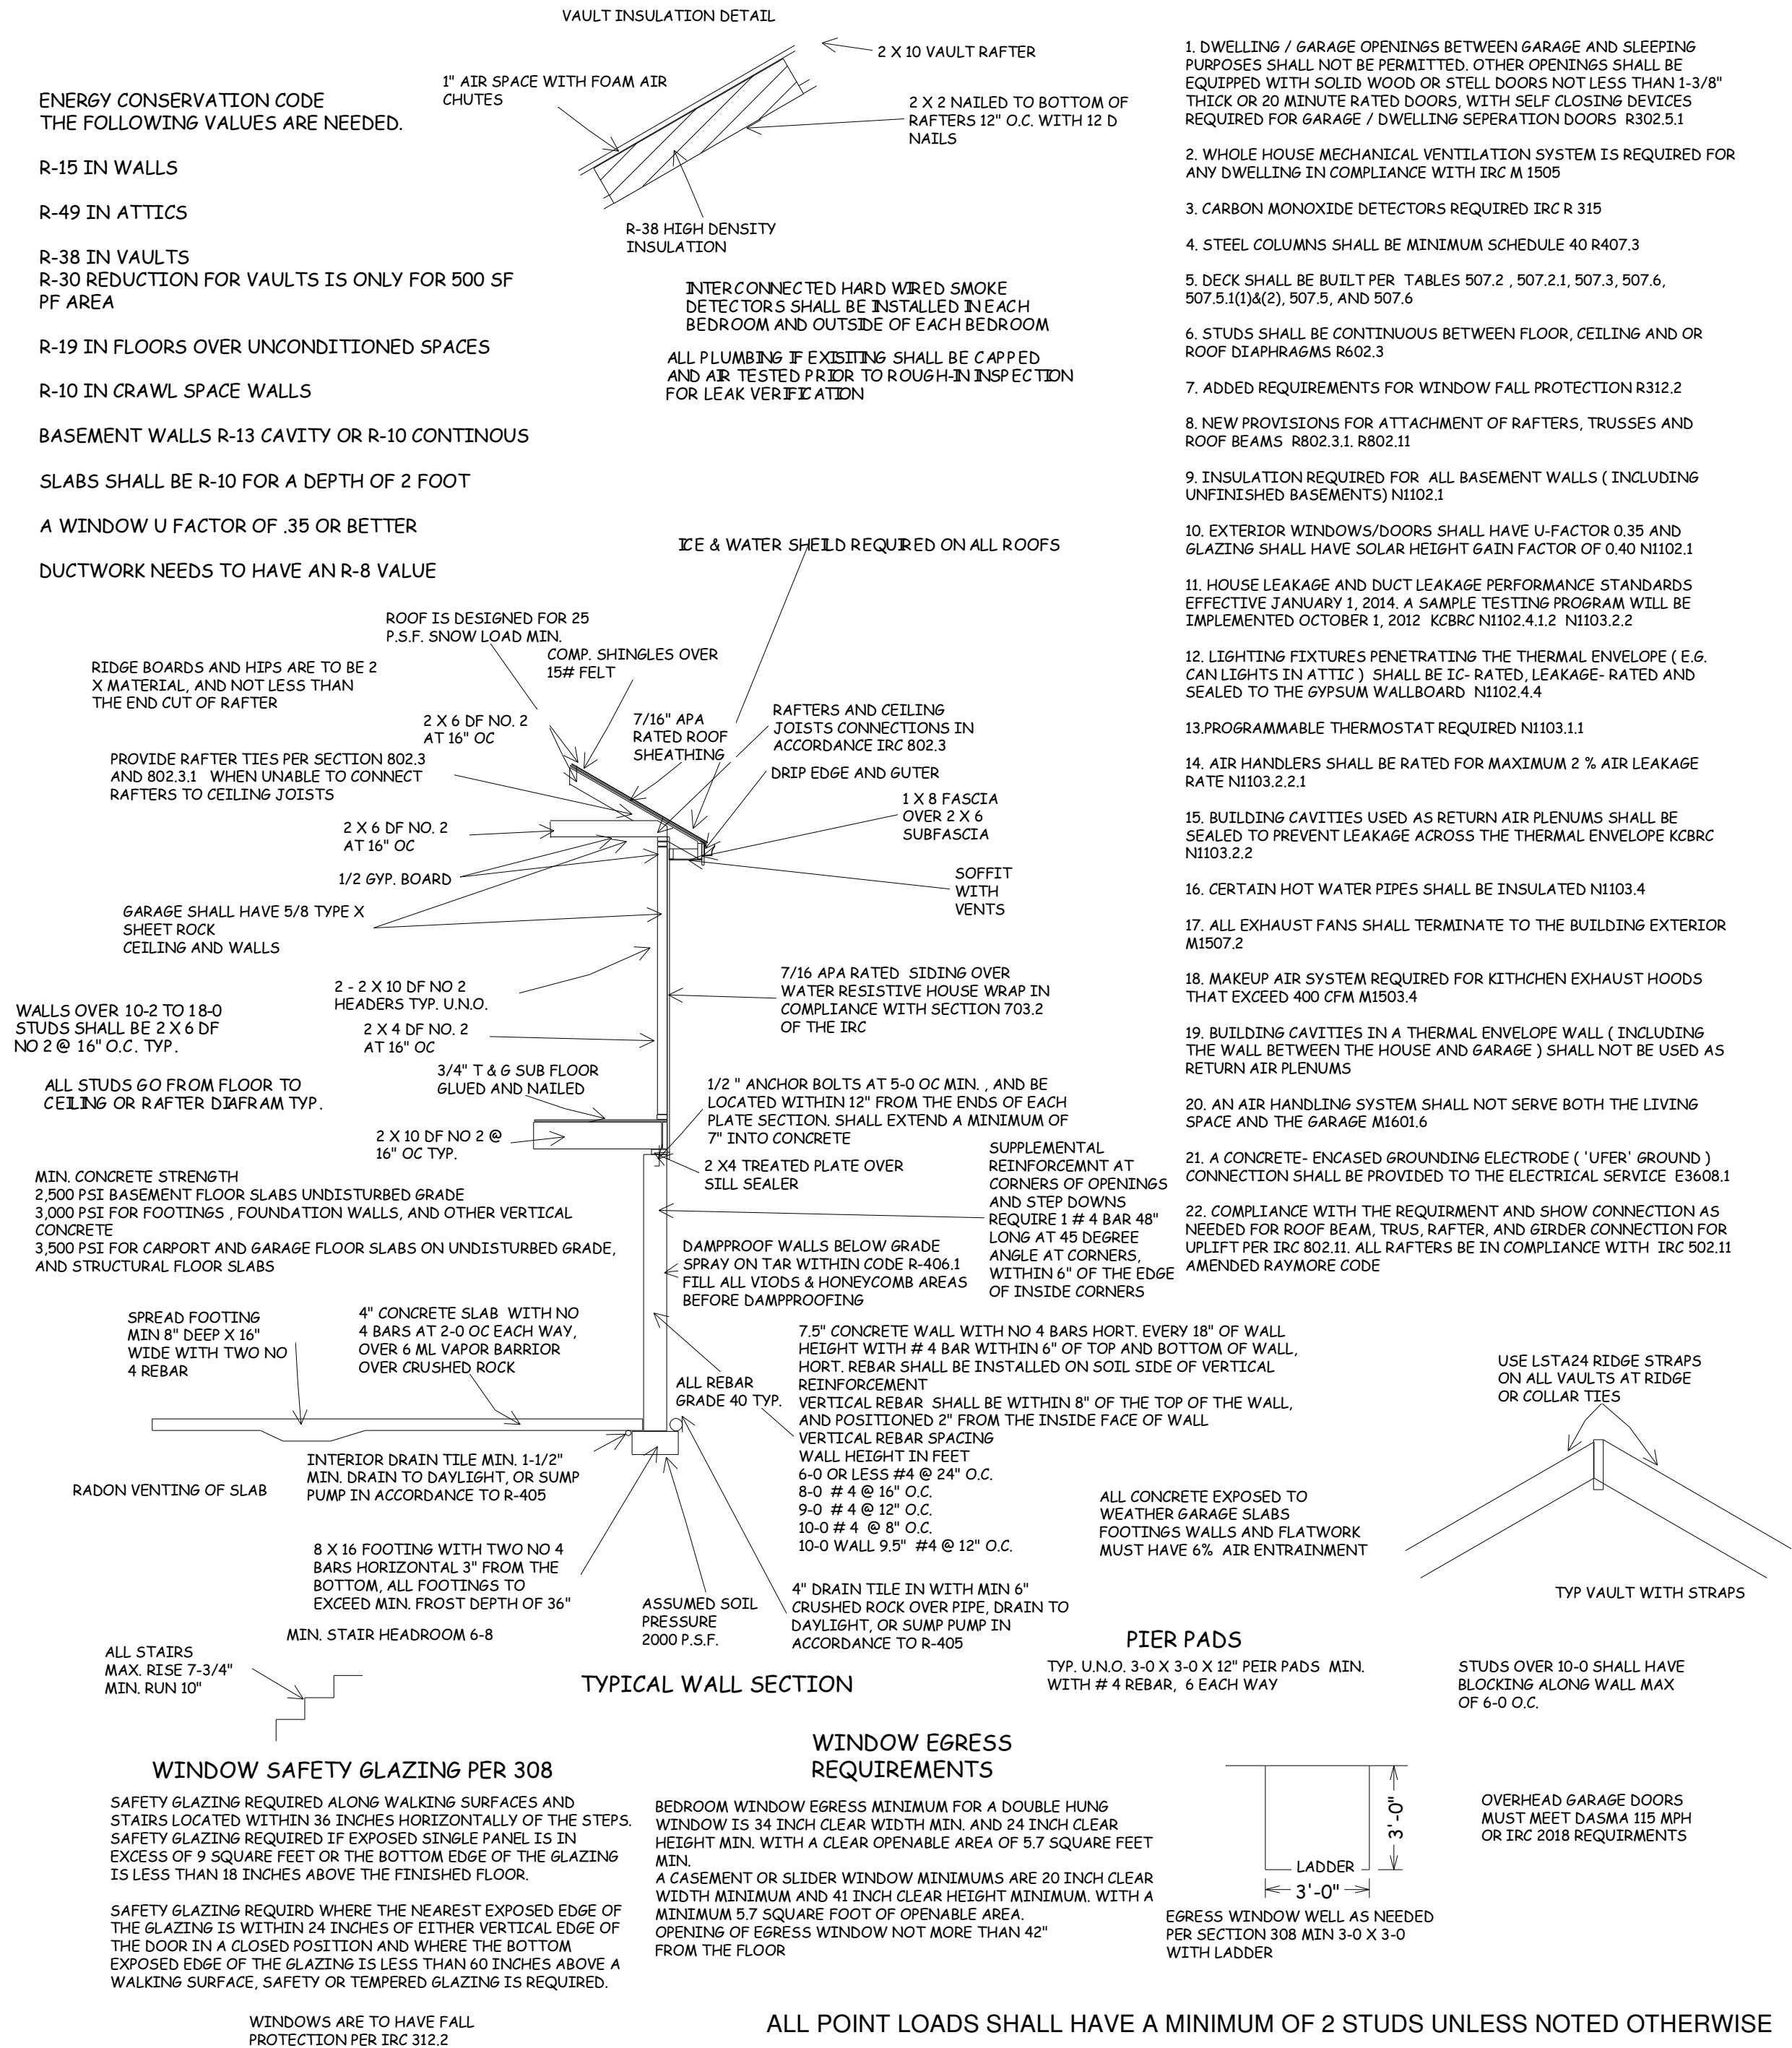 VAULT INSULATION DETAIL
2 X 10 VAULT RAFTER
1" AIR SPACE WITH FOAM AIR
CHUTES
2 X 2 NAILED TO BOTTOM OF
RAFTERS 12" O.C. WITH 12 D
NAILS
R-38 HIGH DENSITY
INSULATION
ENERGY CONSERVATION CODE
THE FOLLOWING VALUES ARE NEEDED.
R-15 IN WALLS
R-49 IN ATTICS
R-38 IN VAULTS
R-30 REDUCTION FOR VAULTS IS ONLY FOR 500 SF
PF AREA
R-19 IN FLOORS OVER UNCONDITIONED SPACES
R-10 IN CRAWL SPACE WALLS
BASEMENT WALLS R-13 CAVITY OR R-10 CONTINOUS
SLABS SHALL BE R-10 FOR A DEPTH OF 2 FOOT
A WINDOW U FACTOR OF .35 OR BETTER
DUCTWORK NEEDS TO HAVE AN R-8 VALUE
INTERCONNECTED HARD WIRED SMOKE
DETECTORS SHALL BE INSTALLED IN EACH
BEDROOM AND OUTSIDE OF EACH BEDROOM
ALL PLUMBING IF EXISITING SHALL BE CAPPED
AND AIR TESTED PRIOR TO ROUGH-IN INSPECTION
FOR LEAK VERIFICATION
ICE & WATER SHEILD REQUIRED ON ALL ROOFS
ROOF IS DESIGNED FOR 25
P.S.F. SNOW LOAD MIN.
COMP. SHINGLES OVER
15# FELT
RIDGE BOARDS AND HIPS ARE TO BE 2
X MATERIAL, AND NOT LESS THAN
THE END CUT OF RAFTER
2 X 6 DF NO. 2
AT 16" OC
7/16" APA
RATED ROOF
SHEATHING
RAFTERS AND CEILING
JOISTS CONNECTIONS IN
ACCORDANCE IRC 802.3
PROVIDE RAFTER TIES PER SECTION 802.3
AND 802.3.1 WHEN UNABLE TO CONNECT
RAFTERS TO CEILING JOISTS
DRIP EDGE AND GUTER
1 X 8 FASCIA
OVER 2 X 6
SUBFASCIA
2 X 6 DF NO. 2
AT 16" OC
1/2 GYP. BOARD
SOFFIT
WITH
VENTS
GARAGE SHALL HAVE 5/8 TYPE X
SHEET ROCK
CEILING AND WALLS
2 - 2 X 10 DF NO 2
HEADERS TYP. U.N.O.
7/16 APA RATED SIDING OVER
WATER RESISTIVE HOUSE WRAP IN
COMPLIANCE WITH SECTION 703.2
OF THE IRC
WALLS OVER 10-2 TO 18-0
STUDS SHALL BE 2 X 6 DF
NO 2 @ 16" O.C. TYP.
2 X 4 DF NO. 2
AT 16" OC
3/4" T & G SUB FLOOR
GLUED AND NAILED
ALL STUDS GO FROM FLOOR TO
CEILING OR RAFTER DIAFRAM TYP.
1/2 " ANCHOR BOLTS AT 5-0 OC MIN. , AND BE
LOCATED WITHIN 12" FROM THE ENDS OF EACH
PLATE SECTION. SHALL EXTEND A MINIMUM OF
7" INTO CONCRETE
2 X 10 DF NO 2 @
16" OC TYP.
2 X4 TREATED PLATE OVER
SILL SEALER
SUPPLEMENTAL
REINFORCEMNT AT
CORNERS OF OPENINGS
AND STEP DOWNS
REQUIRE 1 # 4 BAR 48"
LONG AT 45 DEGREE
ANGLE AT CORNERS,
WITHIN 6" OF THE EDGE
OF INSIDE CORNERS
MIN. CONCRETE STRENGTH
2,500 PSI BASEMENT FLOOR SLABS UNDISTURBED GRADE
3,000 PSI FOR FOOTINGS , FOUNDATION WALLS, AND OTHER VERTICAL
CONCRETE
3,500 PSI FOR CARPORT AND GARAGE FLOOR SLABS ON UNDISTURBED GRADE,
AND STRUCTURAL FLOOR SLABS
DAMPPROOF WALLS BELOW GRADE
SPRAY ON TAR WITHIN CODE R-406.1
FILL ALL VIODS & HONEYCOMB AREAS
BEFORE DAMPPROOFING
SPREAD FOOTING
MIN 8" DEEP X 16"
WIDE WITH TWO NO
4 REBAR
4" CONCRETE SLAB WITH NO
4 BARS AT 2-0 OC EACH WAY,
OVER 6 ML VAPOR BARRIOR
OVER CRUSHED ROCK
ALL REBAR
GRADE 40 TYP.
7.5" CONCRETE WALL WITH NO 4 BARS HORT. EVERY 18" OF WALL
HEIGHT WITH # 4 BAR WITHIN 6" OF TOP AND BOTTOM OF WALL,
HORT. REBAR SHALL BE INSTALLED ON SOIL SIDE OF VERTICAL
REINFORCEMENT
VERTICAL REBAR SHALL BE WITHIN 8" OF THE TOP OF THE WALL,
AND POSITIONED 2" FROM THE INSIDE FACE OF WALL
VERTICAL REBAR SPACING
WALL HEIGHT IN FEET
6-0 OR LESS #4 @ 24" O.C.
8-0 # 4 @ 16" O.C.
9-0 # 4 @ 12" O.C.
10-0 # 4 @ 8" O.C.
10-0 WALL 9.5" #4 @ 12" O.C.
INTERIOR DRAIN TILE MIN. 1-1/2"
MIN. DRAIN TO DAYLIGHT, OR SUMP
PUMP IN ACCORDANCE TO R-405
RADON VENTING OF SLAB
8 X 16 FOOTING WITH TWO NO 4
BARS HORIZONTAL 3" FROM THE
BOTTOM, ALL FOOTINGS TO
EXCEED MIN. FROST DEPTH OF 36"
ASSUMED SOIL
PRESSURE
2000 P.S.F.
4" DRAIN TILE IN WITH MIN 6"
CRUSHED ROCK OVER PIPE, DRAIN TO
DAYLIGHT, OR SUMP PUMP IN
ACCORDANCE TO R-405
MIN. STAIR HEADROOM 6-8
ALL STAIRS
MAX. RISE 7-3/4"
MIN. RUN 10"
TYPICAL WALL SECTION
1. DWELLING / GARAGE OPENINGS BETWEEN GARAGE AND SLEEPING
PURPOSES SHALL NOT BE PERMITTED. OTHER OPENINGS SHALL BE
EQUIPPED WITH SOLID WOOD OR STELL DOORS NOT LESS THAN 1-3/8"
THICK OR 20 MINUTE RATED DOORS, WITH SELF CLOSING DEVICES
REQUIRED FOR GARAGE / DWELLING SEPERATION DOORS R302.5.1
2. WHOLE HOUSE MECHANICAL VENTILATION SYSTEM IS REQUIRED FOR
ANY DWELLING IN COMPLIANCE WITH IRC M 1505
3. CARBON MONOXIDE DETECTORS REQUIRED IRC R 315
4. STEEL COLUMNS SHALL BE MINIMUM SCHEDULE 40 R407.3
5. DECK SHALL BE BUILT PER TABLES 507.2 , 507.2.1, 507.3, 507.6,
507.5.1(1)&(2), 507.5, AND 507.6
6. STUDS SHALL BE CONTINUOUS BETWEEN FLOOR, CEILING AND OR
ROOF DIAPHRAGMS R602.3
7. ADDED REQUIREMENTS FOR WINDOW FALL PROTECTION R312.2
8. NEW PROVISIONS FOR ATTACHMENT OF RAFTERS, TRUSSES AND
ROOF BEAMS R802.3.1. R802.11
9. INSULATION REQUIRED FOR ALL BASEMENT WALLS ( INCLUDING
UNFINISHED BASEMENTS) N1102.1
10. EXTERIOR WINDOWS/DOORS SHALL HAVE U-FACTOR 0.35 AND
GLAZING SHALL HAVE SOLAR HEIGHT GAIN FACTOR OF 0.40 N1102.1
11. HOUSE LEAKAGE AND DUCT LEAKAGE PERFORMANCE STANDARDS
EFFECTIVE JANUARY 1, 2014. A SAMPLE TESTING PROGRAM WILL BE
IMPLEMENTED OCTOBER 1, 2012 KCBRC N1102.4.1.2 N1103.2.2
12. LIGHTING FIXTURES PENETRATING THE THERMAL ENVELOPE ( E.G.
CAN LIGHTS IN ATTIC ) SHALL BE IC- RATED, LEAKAGE- RATED AND
SEALED TO THE GYPSUM WALLBOARD N1102.4.4
13.PROGRAMMABLE THERMOSTAT REQUIRED N1103.1.1
14. AIR HANDLERS SHALL BE RATED FOR MAXIMUM 2 % AIR LEAKAGE
RATE N1103.2.2.1
15. BUILDING CAVITIES USED AS RETURN AIR PLENUMS SHALL BE
SEALED TO PREVENT LEAKAGE ACROSS THE THERMAL ENVELOPE KCBRC
N1103.2.2
16. CERTAIN HOT WATER PIPES SHALL BE INSULATED N1103.4
17. ALL EXHAUST FANS SHALL TERMINATE TO THE BUILDING EXTERIOR
M1507.2
18. MAKEUP AIR SYSTEM REQUIRED FOR KITHCHEN EXHAUST HOODS
THAT EXCEED 400 CFM M1503.4
19. BUILDING CAVITIES IN A THERMAL ENVELOPE WALL ( INCLUDING
THE WALL BETWEEN THE HOUSE AND GARAGE ) SHALL NOT BE USED AS
RETURN AIR PLENUMS
20. AN AIR HANDLING SYSTEM SHALL NOT SERVE BOTH THE LIVING
SPACE AND THE GARAGE M1601.6
21. A CONCRETE- ENCASED GROUNDING ELECTRODE ( 'UFER' GROUND )
CONNECTION SHALL BE PROVIDED TO THE ELECTRICAL SERVICE E3608.1
22. COMPLIANCE WITH THE REQUIRMENT AND SHOW CONNECTION AS
NEEDED FOR ROOF BEAM, TRUS, RAFTER, AND GIRDER CONNECTION FOR
UPLIFT PER IRC 802.11. ALL RAFTERS BE IN COMPLIANCE WITH IRC 502.11
AMENDED RAYMORE CODE
USE LSTA24 RIDGE STRAPS
ON ALL VAULTS AT RIDGE
OR COLLAR TIES
ALL CONCRETE EXPOSED TO
WEATHER GARAGE SLABS
FOOTINGS WALLS AND FLATWORK
MUST HAVE 6% AIR ENTRAINMENT
TYP VAULT WITH STRAPS
PIER PADS
TYP. U.N.O. 3-0 X 3-0 X 12" PEIR PADS MIN.
WITH # 4 REBAR, 6 EACH WAY
STUDS OVER 10-0 SHALL HAVE
BLOCKING ALONG WALL MAX
OF 6-0 O.C.
WINDOW SAFETY GLAZING PER 308
SAFETY GLAZING REQUIRED ALONG WALKING SURFACES AND
STAIRS LOCATED WITHIN 36 INCHES HORIZONTALLY OF THE STEPS.
SAFETY GLAZING REQUIRED IF EXPOSED SINGLE PANEL IS IN
EXCESS OF 9 SQUARE FEET OR THE BOTTOM EDGE OF THE GLAZING
IS LESS THAN 18 INCHES ABOVE THE FINISHED FLOOR.
SAFETY GLAZING REQUIRD WHERE THE NEAREST EXPOSED EDGE OF
THE GLAZING IS WITHIN 24 INCHES OF EITHER VERTICAL EDGE OF
THE DOOR IN A CLOSED POSITION AND WHERE THE BOTTOM
EXPOSED EDGE OF THE GLAZING IS LESS THAN 60 INCHES ABOVE A
WALKING SURFACE, SAFETY OR TEMPERED GLAZING IS REQUIRED.
WINDOWS ARE TO HAVE FALL
PROTECTION PER IRC 312.2
WINDOW EGRESS
REQUIREMENTS
BEDROOM WINDOW EGRESS MINIMUM FOR A DOUBLE HUNG
WINDOW IS 34 INCH CLEAR WIDTH MIN. AND 24 INCH CLEAR
HEIGHT MIN. WITH A CLEAR OPENABLE AREA OF 5.7 SQUARE FEET
MIN.
A CASEMENT OR SLIDER WINDOW MINIMUMS ARE 20 INCH CLEAR
WIDTH MINIMUM AND 41 INCH CLEAR HEIGHT MINIMUM. WITH A
MINIMUM 5.7 SQUARE FOOT OF OPENABLE AREA.
OPENING OF EGRESS WINDOW NOT MORE THAN 42"
FROM THE FLOOR
3'-0"
LADDER
3'-0"
EGRESS WINDOW WELL AS NEEDED
PER SECTION 308 MIN 3-0 X 3-0
WITH LADDER
OVERHEAD GARAGE DOORS
MUST MEET DASMA 115 MPH
OR IRC 2018 REQUIRMENTS
ALL POINT LOADS SHALL HAVE A MINIMUM OF 2 STUDS UNLESS NOTED OTHERWISE